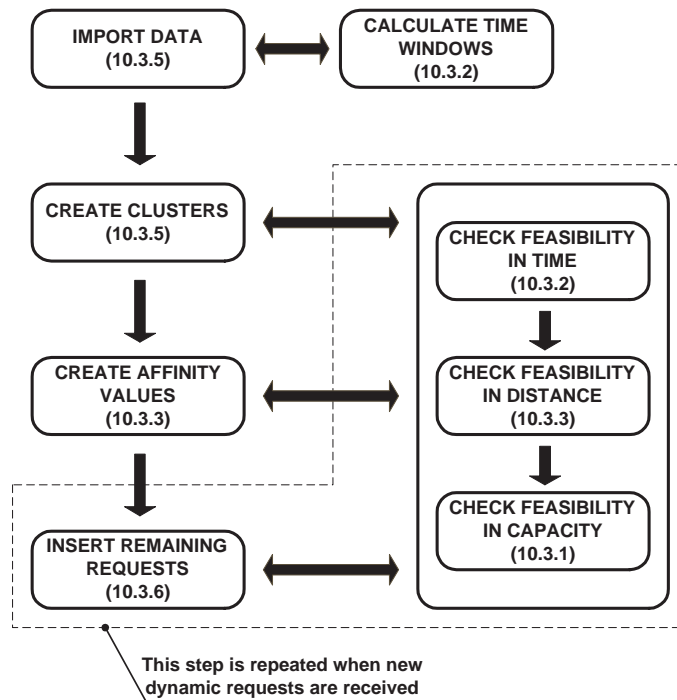 IMPORT DATA
(10.3.5)
CALCULATE TIME
WINDOWS
(10.3.2)
CREATE CLUSTERS
(10.3.5)
CHECK FEASIBILITY
IN TIME
(10.3.2)
CREATE AFFINITY
VALUES
(10.3.3)
CHECK FEASIBILITY
IN DISTANCE
(10.3.3)
CHECK FEASIBILITY
IN CAPACITY
(10.3.1)
INSERT REMAINING
REQUESTS
(10.3.6)
This step is repeated when new
dynamic requests are received